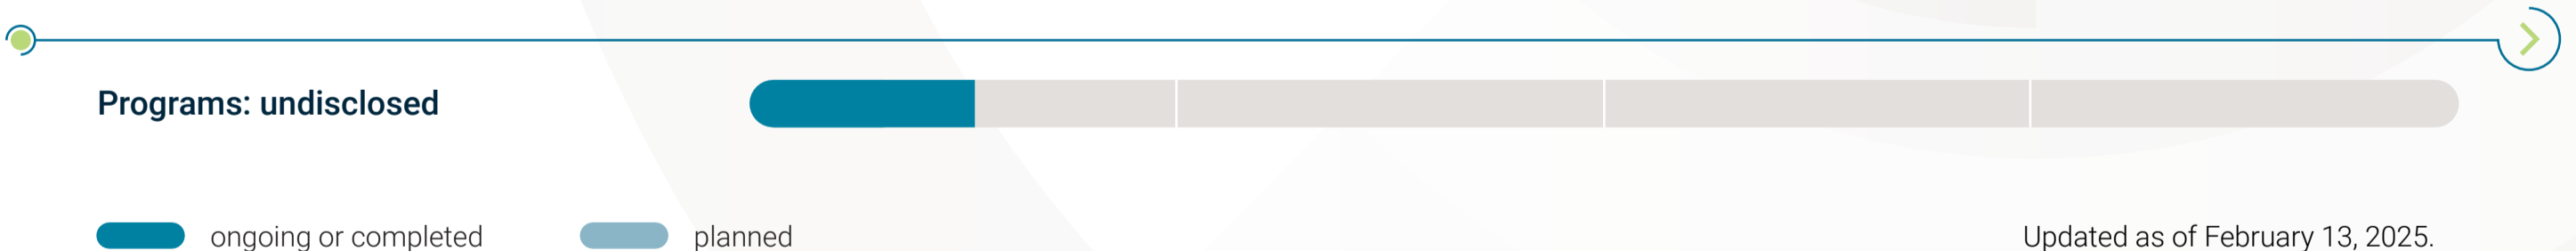 Programs: undisclosed
ongoing or completed
planned
Updated as of February 13, 2025.